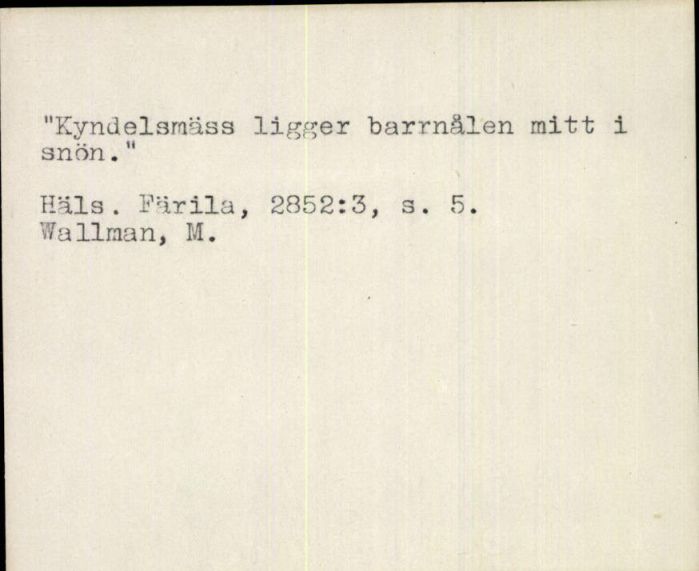 "Kyndelsmäss ligger barrnålen mitt i
snön."
Häls. Färila, 2852:3, s. 5.
Wallman, M.